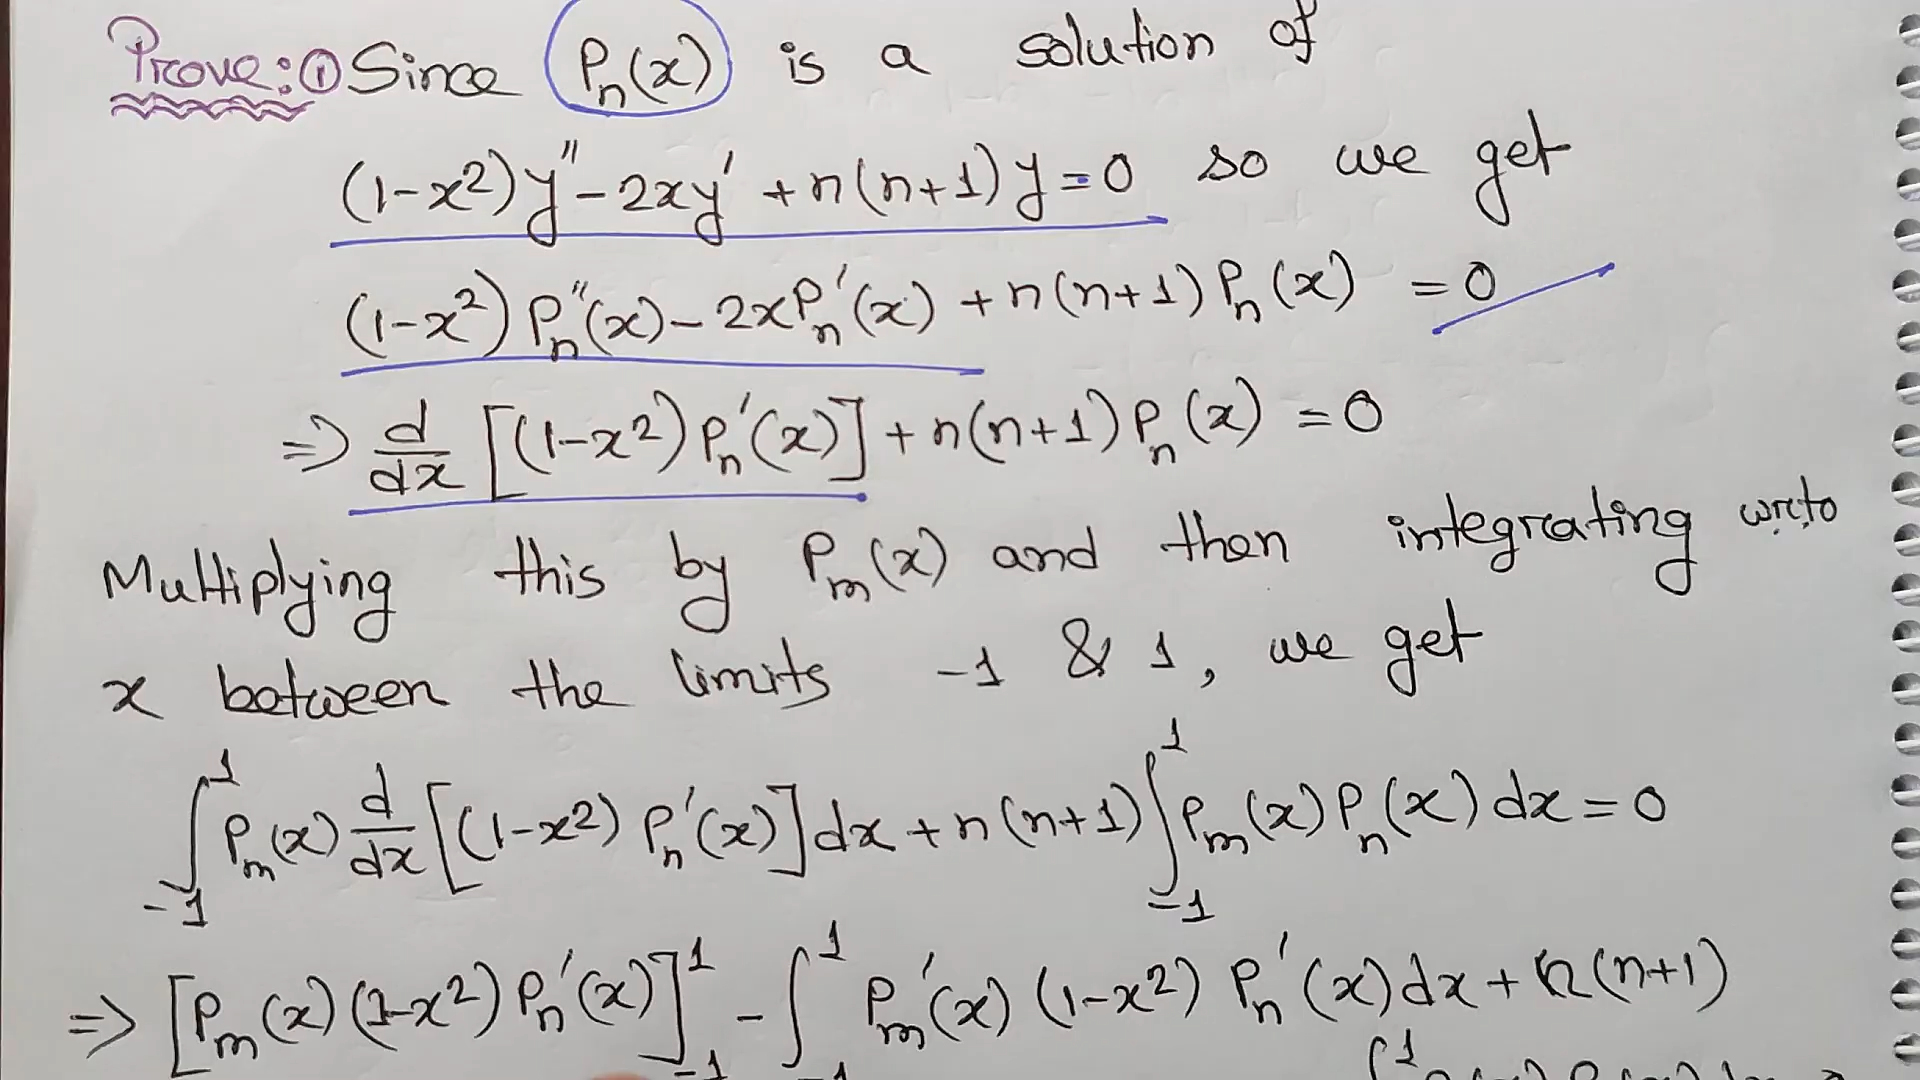 Prove: ① Since Pₙ(x) is a solution of
(1-x²)y″-2xy′+n(n+1)y=0 so we get
(1-x²)Pₙ″(x)-2xPₙ′(x)+n(n+1)Pₙ(x)=0
⇒ d/dx [(1-x²)Pₙ′(x)]+n(n+1)Pₙ(x)=0
Multiplying this by Pₘ(x) and then integrating w.r.to
x between the limits -1 & 1, we get
∫₋₁¹ Pₘ(x) d/dx [(1-x²)Pₙ′(x)]dx+n(n+1)∫₋₁¹ Pₘ(x)Pₙ(x)dx=0
⇒ [Pₘ(x)(1-x²)Pₙ′(x)]₋₁¹ - ∫₋₁¹ Pₘ′(x)(1-x²)Pₙ′(x)dx+n(n+1)